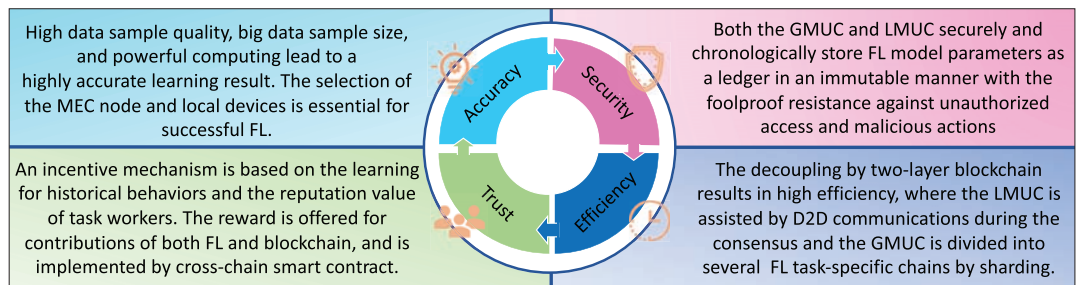 High data sample quality, big data sample size,
and powerful computing lead to a
highly accurate learning result. The selection of
the MEC node and local devices is essential for
successful FL.
Accuracy
Security
Both the GMUC and LMUC securely and
chronologically store FL model parameters as
a ledger in an immutable manner with the
foolproof resistance against unauthorized
access and malicious actions
An incentive mechanism is based on the learning
for historical behaviors and the reputation value
of task workers. The reward is offered for
contributions of both FL and blockchain, and is
implemented by cross-chain smart contract.
Trust
Efficiency
The decoupling by two-layer blockchain
results in high efficiency, where the LMUC is
assisted by D2D communications during the
consensus and the GMUC is divided into
several FL task-specific chains by sharding.